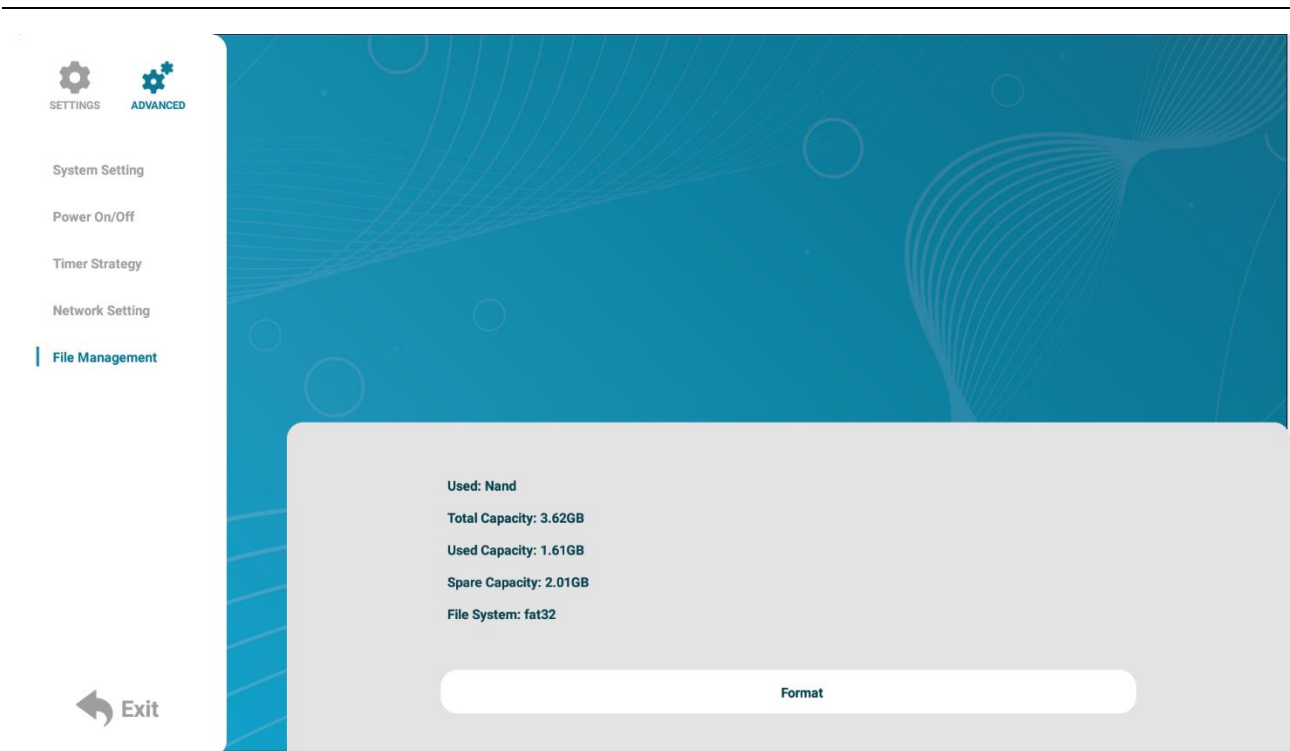 SETTINGS ADVANCED
System Setting
Power On/Off
Timer Strategy
Network Setting
File Management
Exit
Used: Nand
Total Capacity: 3.62GB
Used Capacity: 1.61GB
Spare Capacity: 2.01GB
File System: fat32
Format